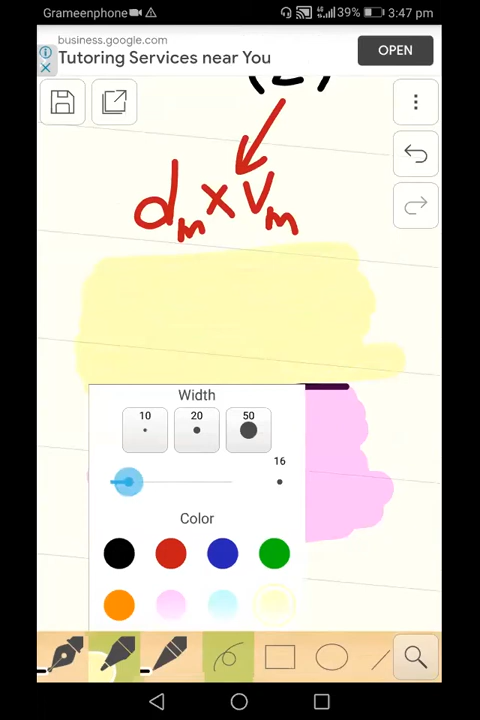 Grameenphone 39% 3:47 pm
business.google.com
Tutoring Services near You
OPEN
dm x Vm
Width
10 20 50
16
Color